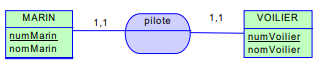 MARIN
numMarin
nomMarin
1,1
pilote
1,1
VOILIER
numVoilier
nomVoilier